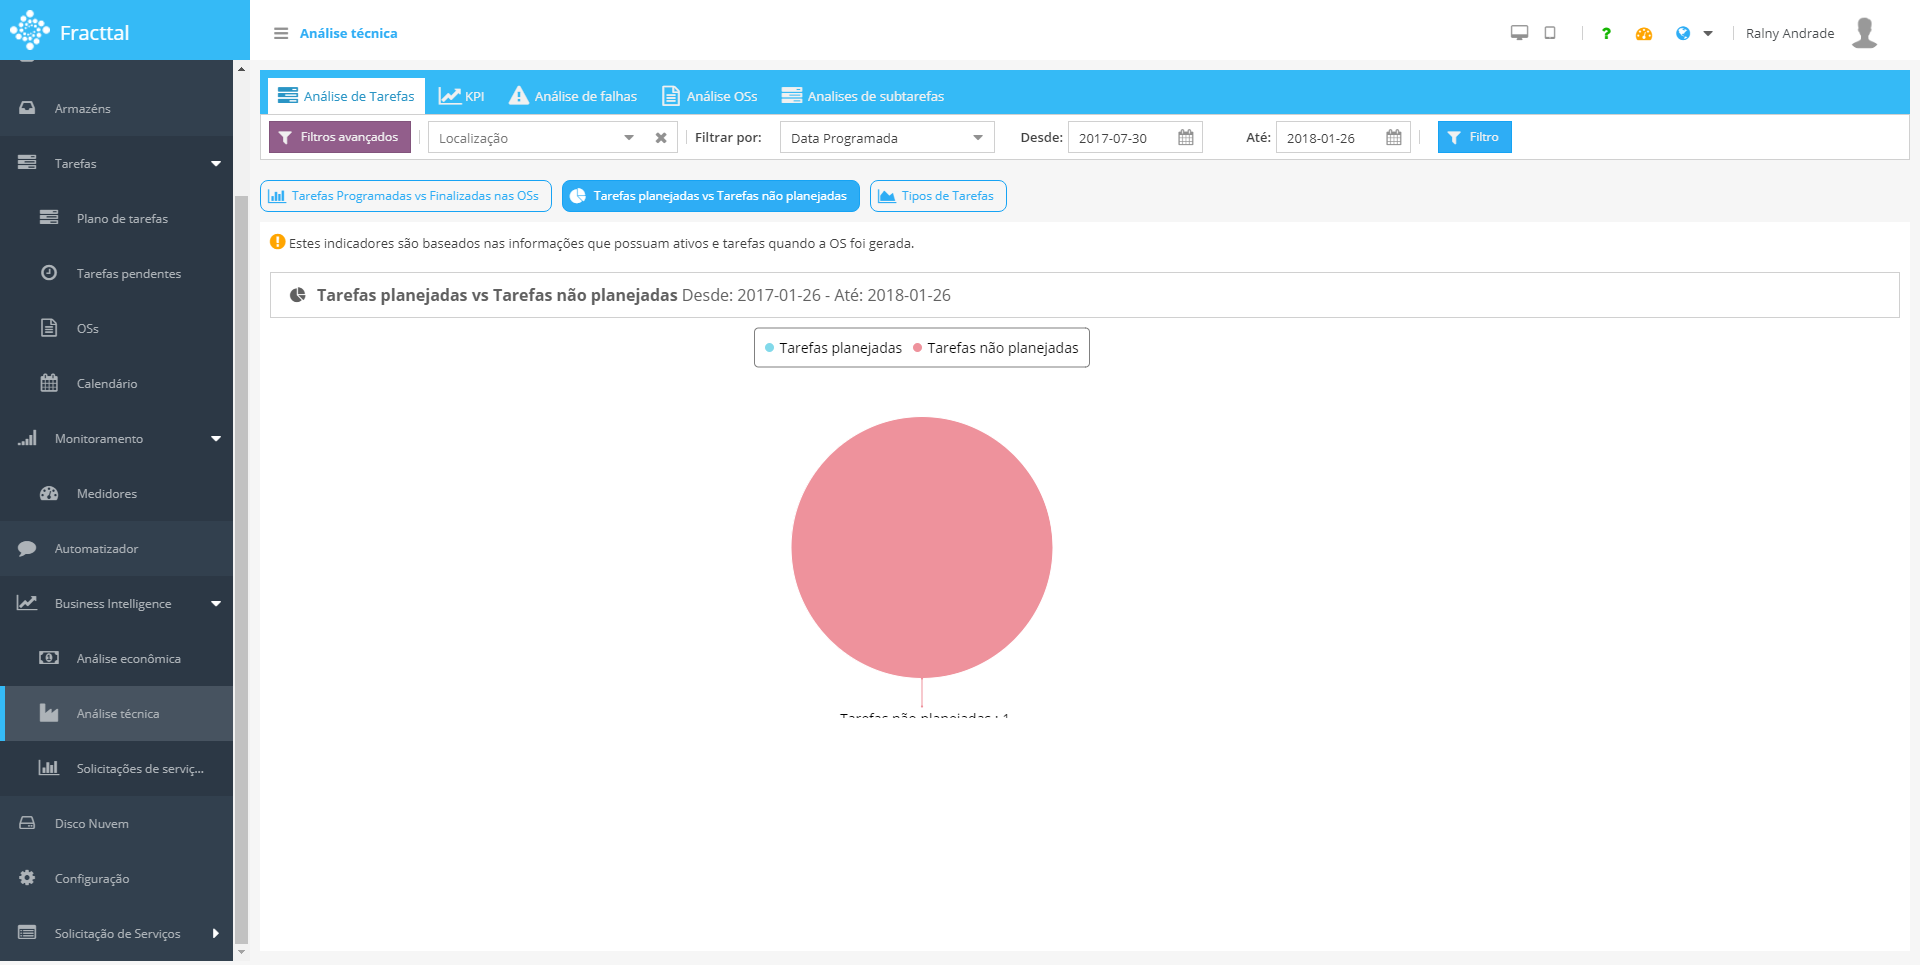 Fracttal
Análise técnica
?
Ralny Andrade
Armazéns
Tarefas
Plano de tarefas
Tarefas pendentes
OSs
Calendário
Monitoramento
Medidores
Automatizador
Business Intelligence
Análise econômica
Análise técnica
Solicitações de serviç...
Disco Nuvem
Configuração
Solicitação de Serviços
Análise de Tarefas KPI Análise de falhas Análise OSs Analises de subtarefas
Filtros avançados Localização Filtrar por: Data Programada Desde: 2017-07-30 Até: 2018-01-26 Filtro
Tarefas Programadas vs Finalizadas nas OSs Tarefas planejadas vs Tarefas não planejadas Tipos de Tarefas
Estes indicadores são baseados nas informações que possuam ativos e tarefas quando a OS foi gerada.
Tarefas planejadas vs Tarefas não planejadas Desde: 2017-01-26 - Até: 2018-01-26
Tarefas planejadas Tarefas não planejadas
Tarefas não planejadas : 1